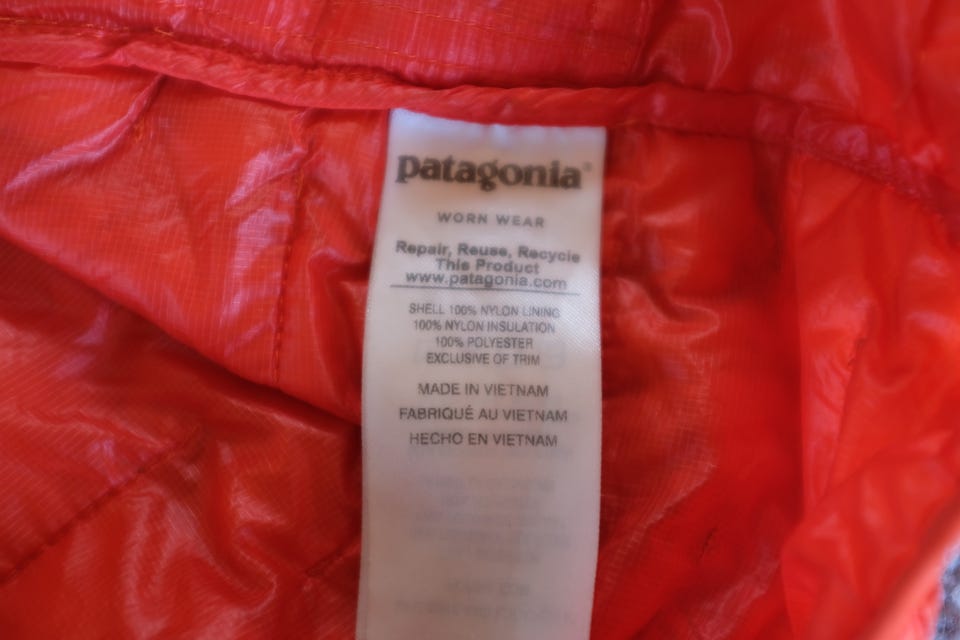 patagonia®
WORN WEAR
Repair, Reuse, Recycle
This Product
www.patagonia.com
SHELL 100% NYLON LINING
100% NYLON INSULATION
100% POLYESTER
EXCLUSIVE OF TRIM
MADE IN VIETNAM
FABRIQUÉ AU VIETNAM
HECHO EN VIETNAM